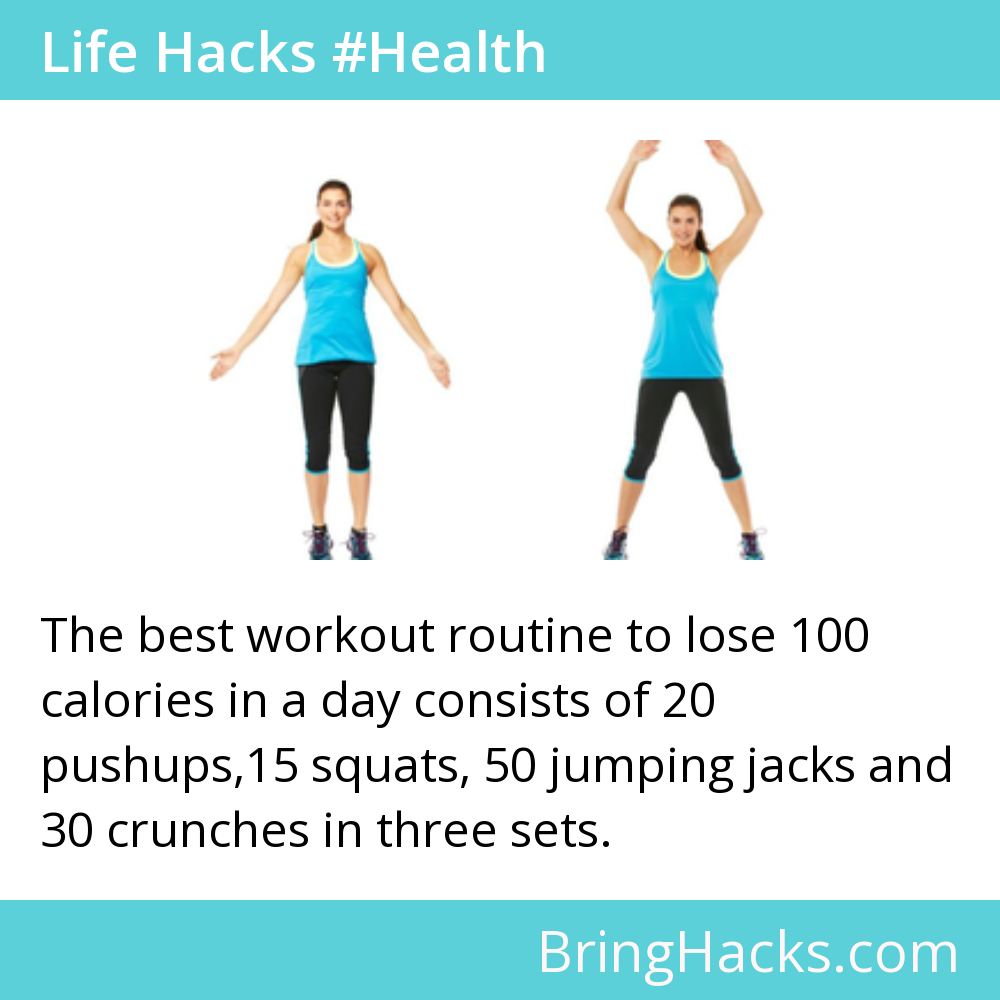 Life Hacks #Health
The best workout routine to lose 100
calories in a day consists of 20
pushups,15 squats, 50 jumping jacks and
30 crunches in three sets.
BringHacks.com